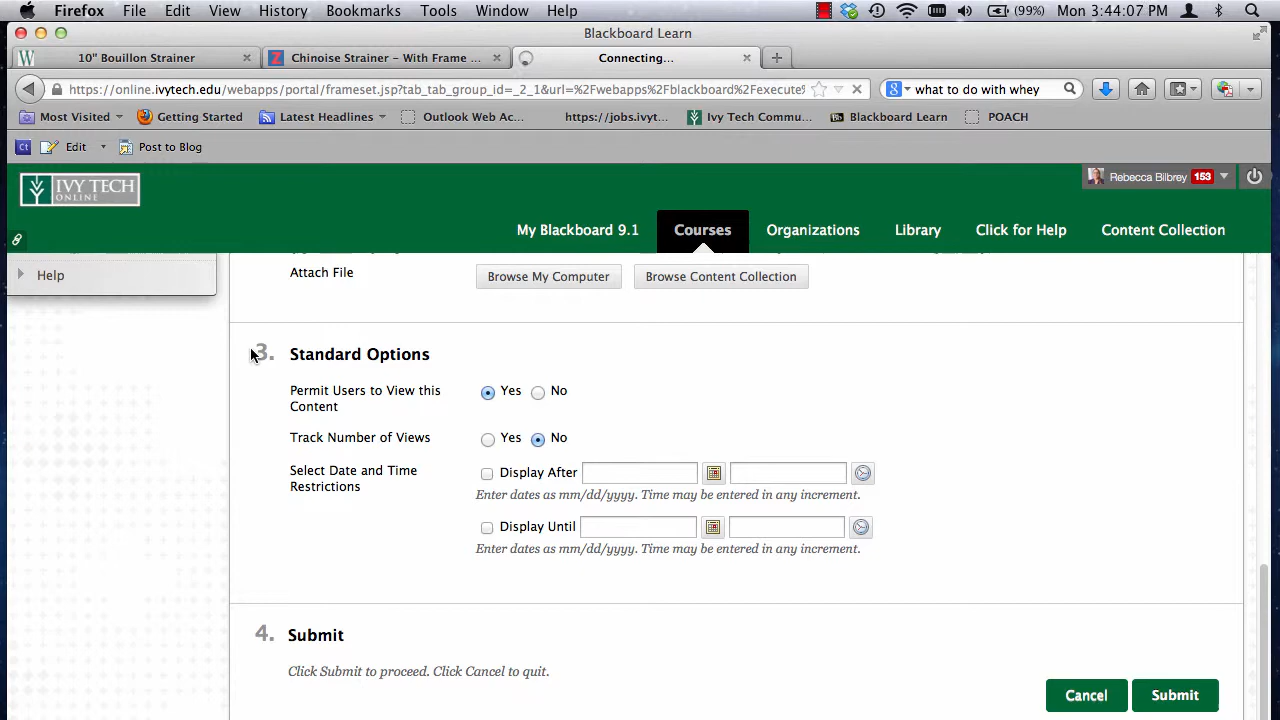 Firefox File Edit View History Bookmarks Tools Window Help (99%) Mon 3:44:07 PM
Blackboard Learn
10" Bouillon Strainer Chinoise Strainer – With Frame ... Connecting...
https://online.ivytech.edu/webapps/portal/frameset.jsp?tab_tab_group_id=_2_1&url=%2Fwebapps%2Fblackboard%2Fexecute% what to do with whey
Most Visited Getting Started Latest Headlines Outlook Web Ac... https://jobs.ivyt... Ivy Tech Commu... Bb Blackboard Learn POACH
Ct Edit Post to Blog
IVY TECH
ONLINE
Rebecca Bilbrey 153
My Blackboard 9.1 Courses Organizations Library Click for Help Content Collection
Help
Attach File Browse My Computer Browse Content Collection
3. Standard Options
Permit Users to View this Yes No
Content
Track Number of Views Yes No
Select Date and Time Display After
Restrictions
Enter dates as mm/dd/yyyy. Time may be entered in any increment.
Display Until
Enter dates as mm/dd/yyyy. Time may be entered in any increment.
4. Submit
Click Submit to proceed. Click Cancel to quit.
Cancel Submit